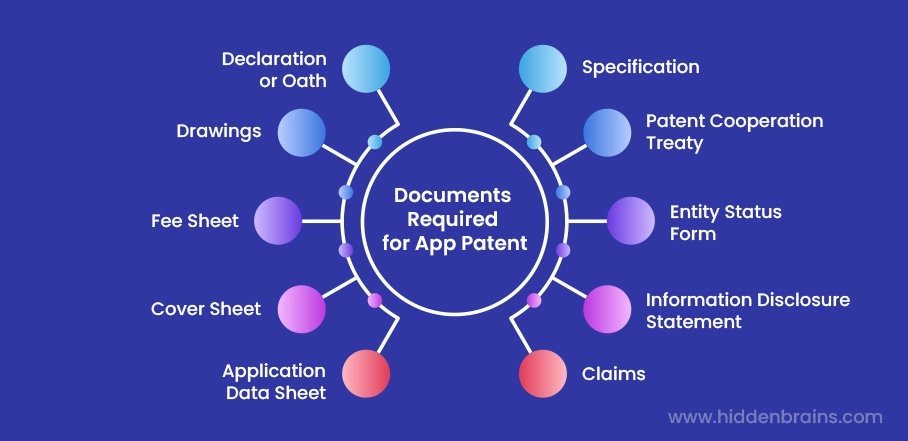 Declaration
or Oath
Drawings
Fee Sheet
Cover Sheet
Application
Data Sheet
Documents
Required
for App Patent
Specification
Patent Cooperation
Treaty
Entity Status
Form
Information Disclosure
Statement
Claims
www.hiddenbrains.com